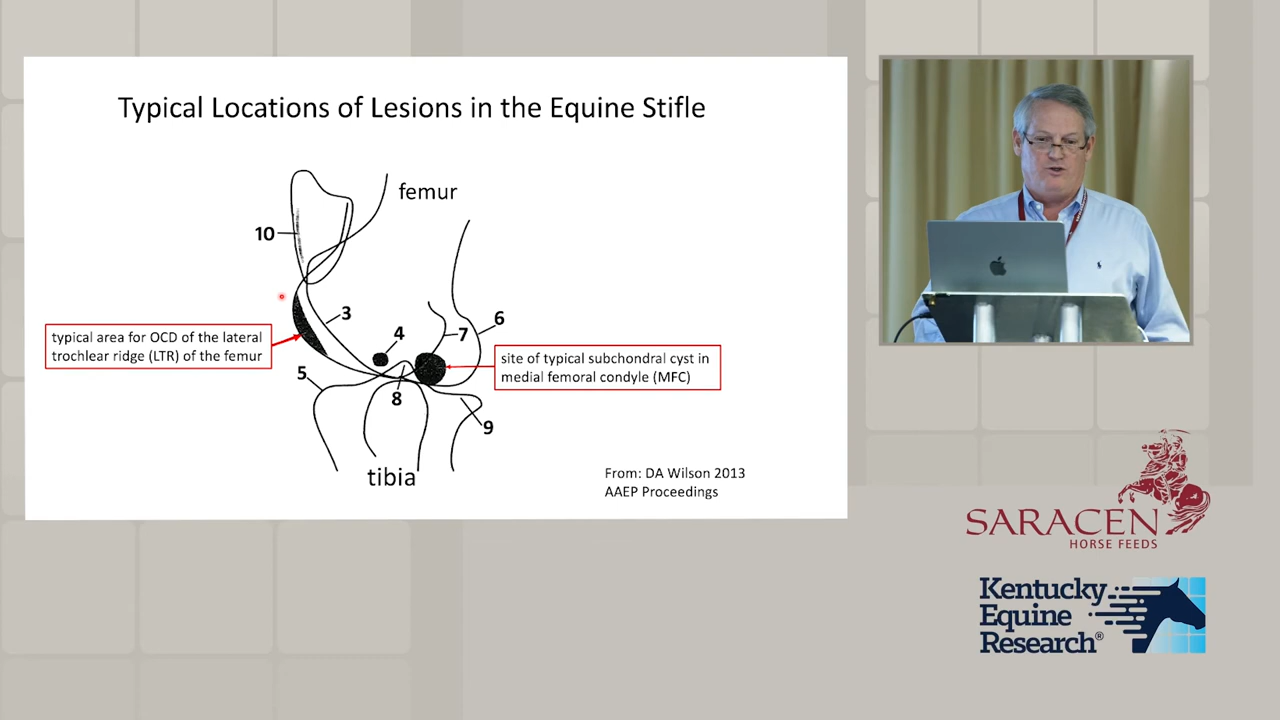 Typical Locations of Lesions in the Equine Stifle
femur
10
3
typical area for OCD of the lateral
trochlear ridge (LTR) of the femur
4
7
6
site of typical subchondral cyst in
medial femoral condyle (MFC)
5
8
9
tibia
From: DA Wilson 2013
AAEP Proceedings
SARACEN
HORSE FEEDS
Kentucky
Equine
Research®